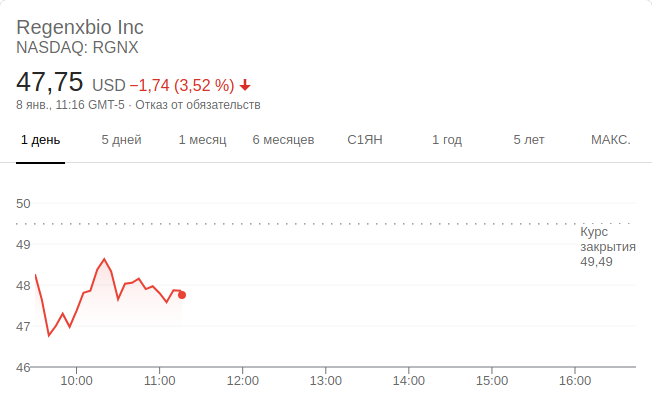 Regenxbio Inc
NASDAQ: RGNX
47,75 USD −1,74 (3,52 %)
8 янв., 11:16 GMT-5 · Отказ от обязательств
1 день 5 дней 1 месяц 6 месяцев С1ЯН 1 год 5 лет МАКС.
50
49
48
47
46
Курс
закрытия
49,49
10:00 11:00 12:00 13:00 14:00 15:00 16:00